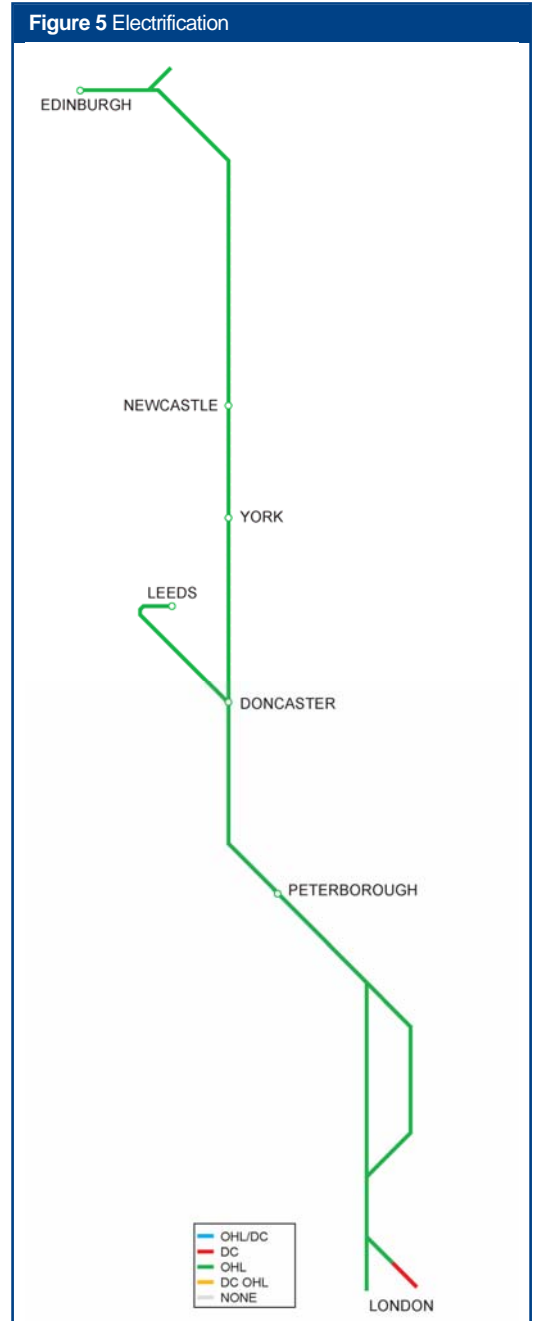 Figure 5 Electrification
EDINBURGH
NEWCASTLE
YORK
LEEDS
DONCASTER
PETERBOROUGH
OHL/DC
DC
OHL
DC OHL
NONE
LONDON